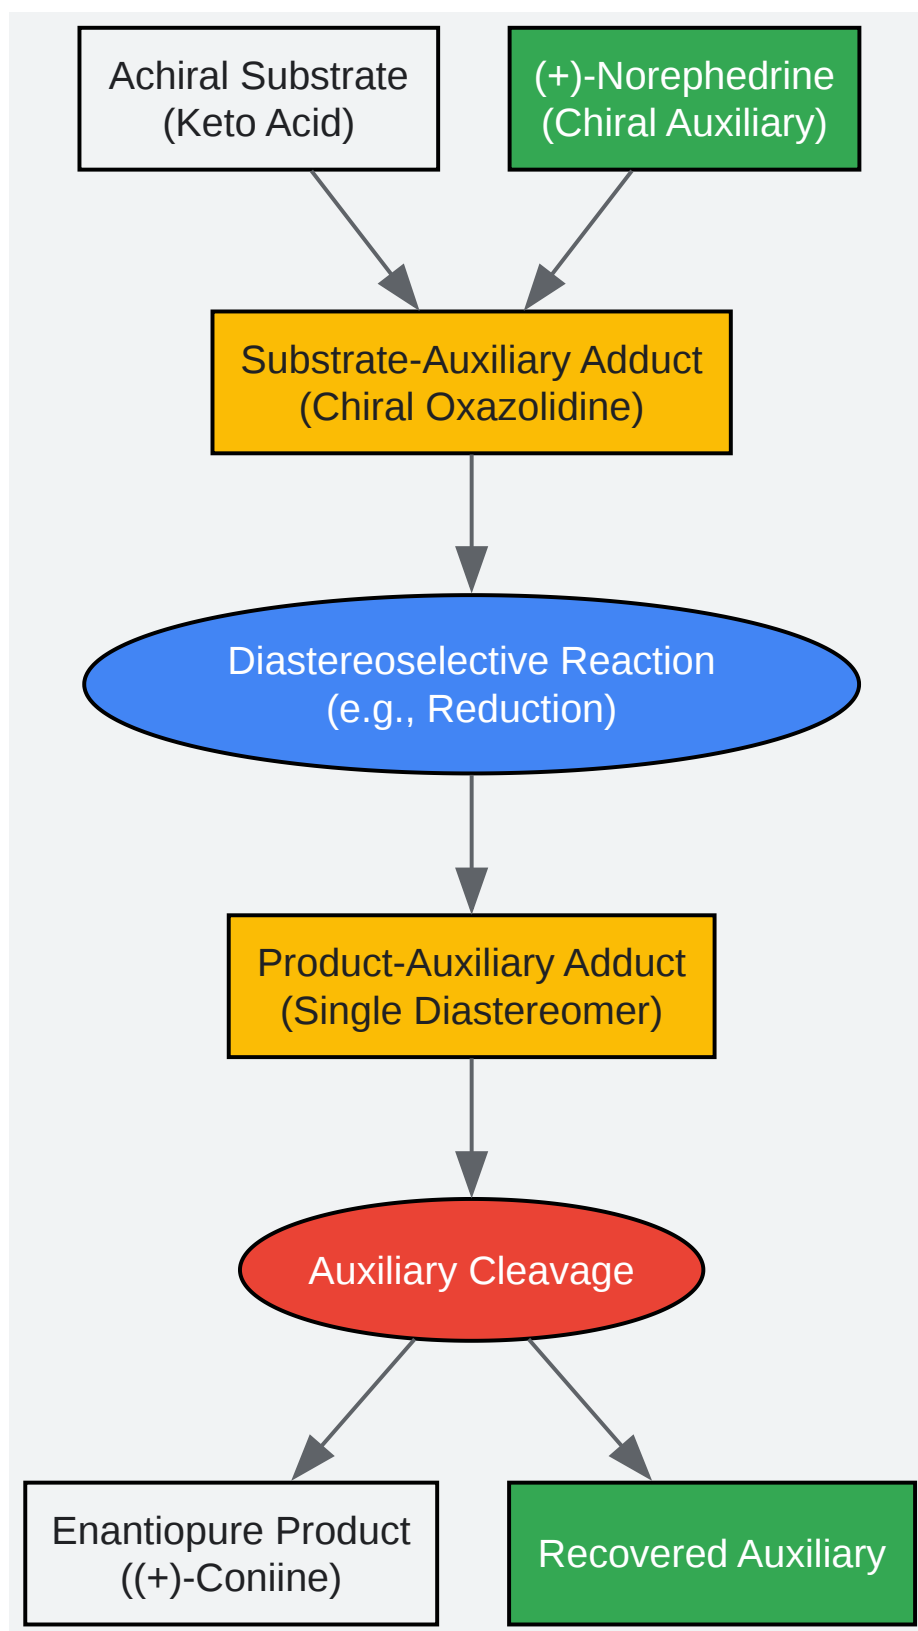 Achiral Substrate
(Keto Acid)
(+)-Norephedrine
(Chiral Auxiliary)
Substrate-Auxiliary Adduct
(Chiral Oxazolidine)
Diastereoselective Reaction
(e.g., Reduction)
Product-Auxiliary Adduct
(Single Diastereomer)
Auxiliary Cleavage
Enantiopure Product
((+)-Coniine)
Recovered Auxiliary